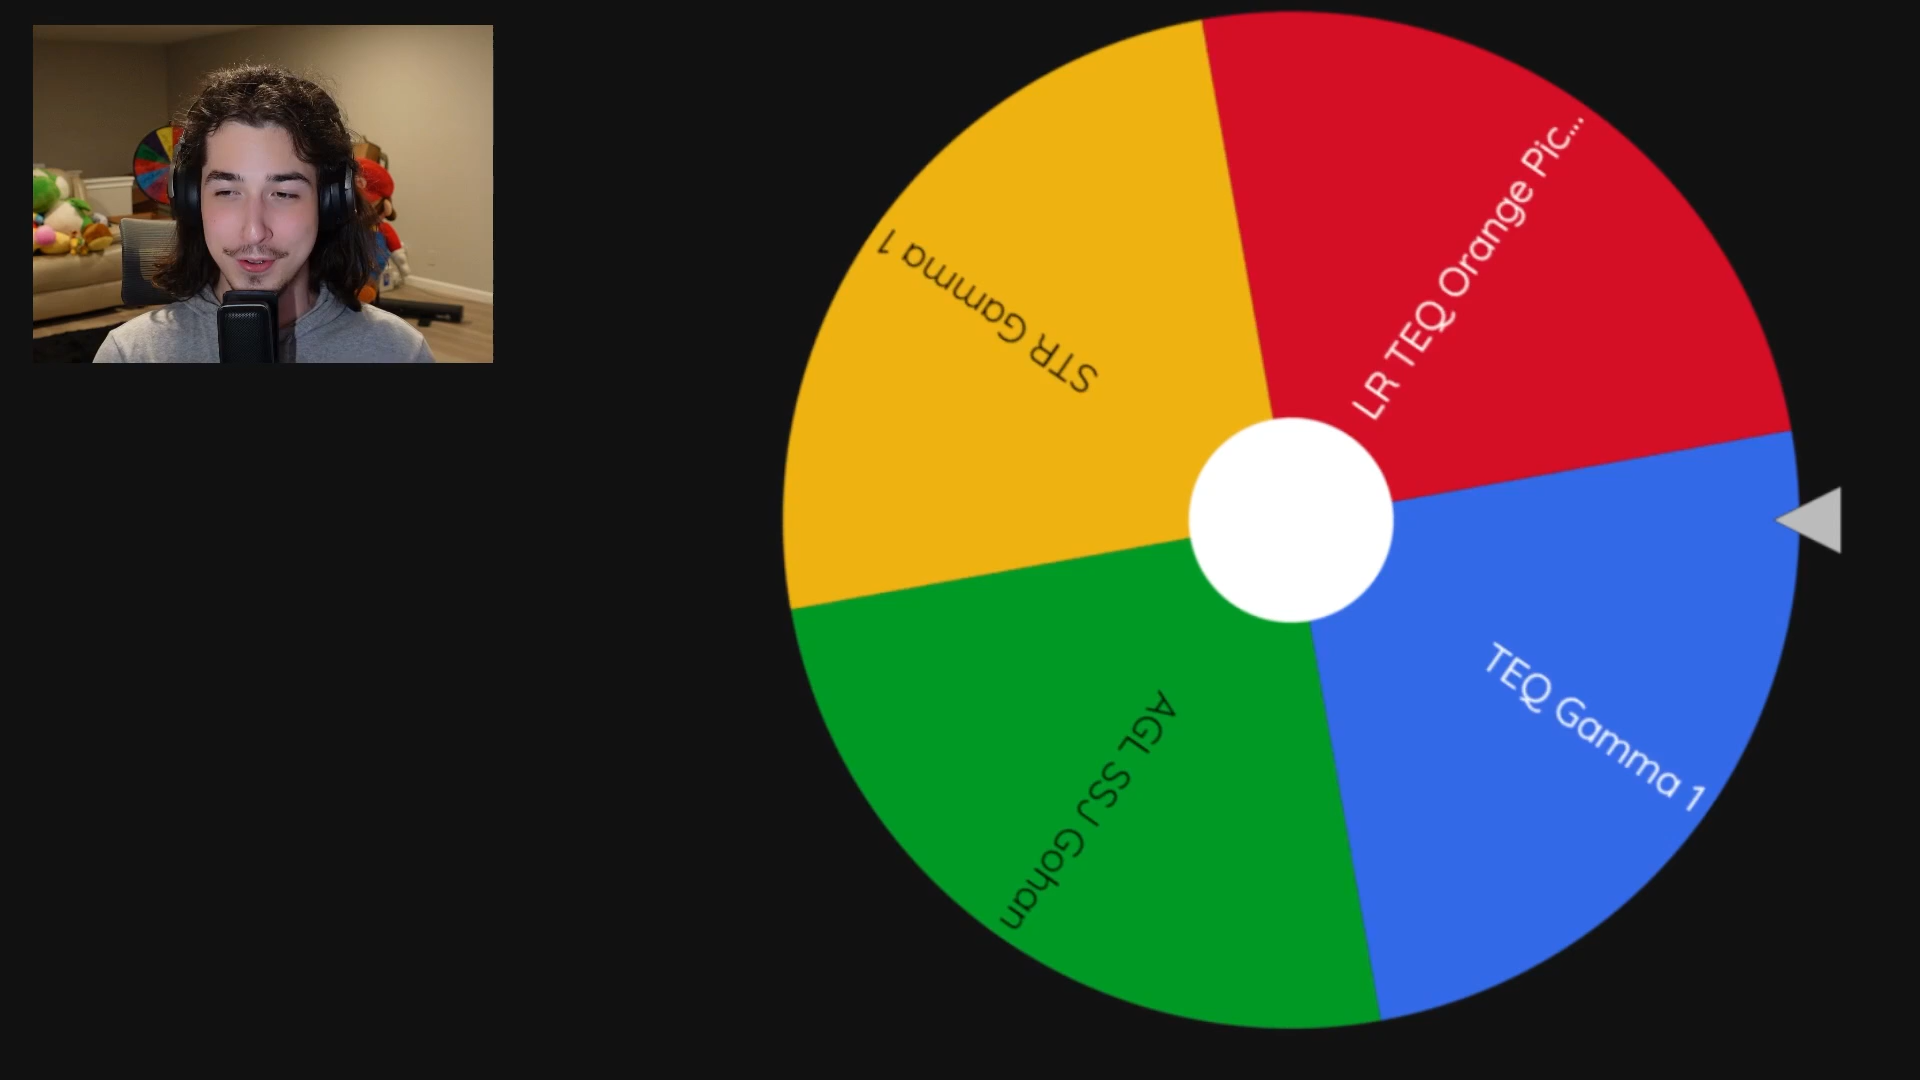 LR TEQ Orange Pic...
STR Gamma 1
TEQ Gamma 1
AGL SSJ Gohan